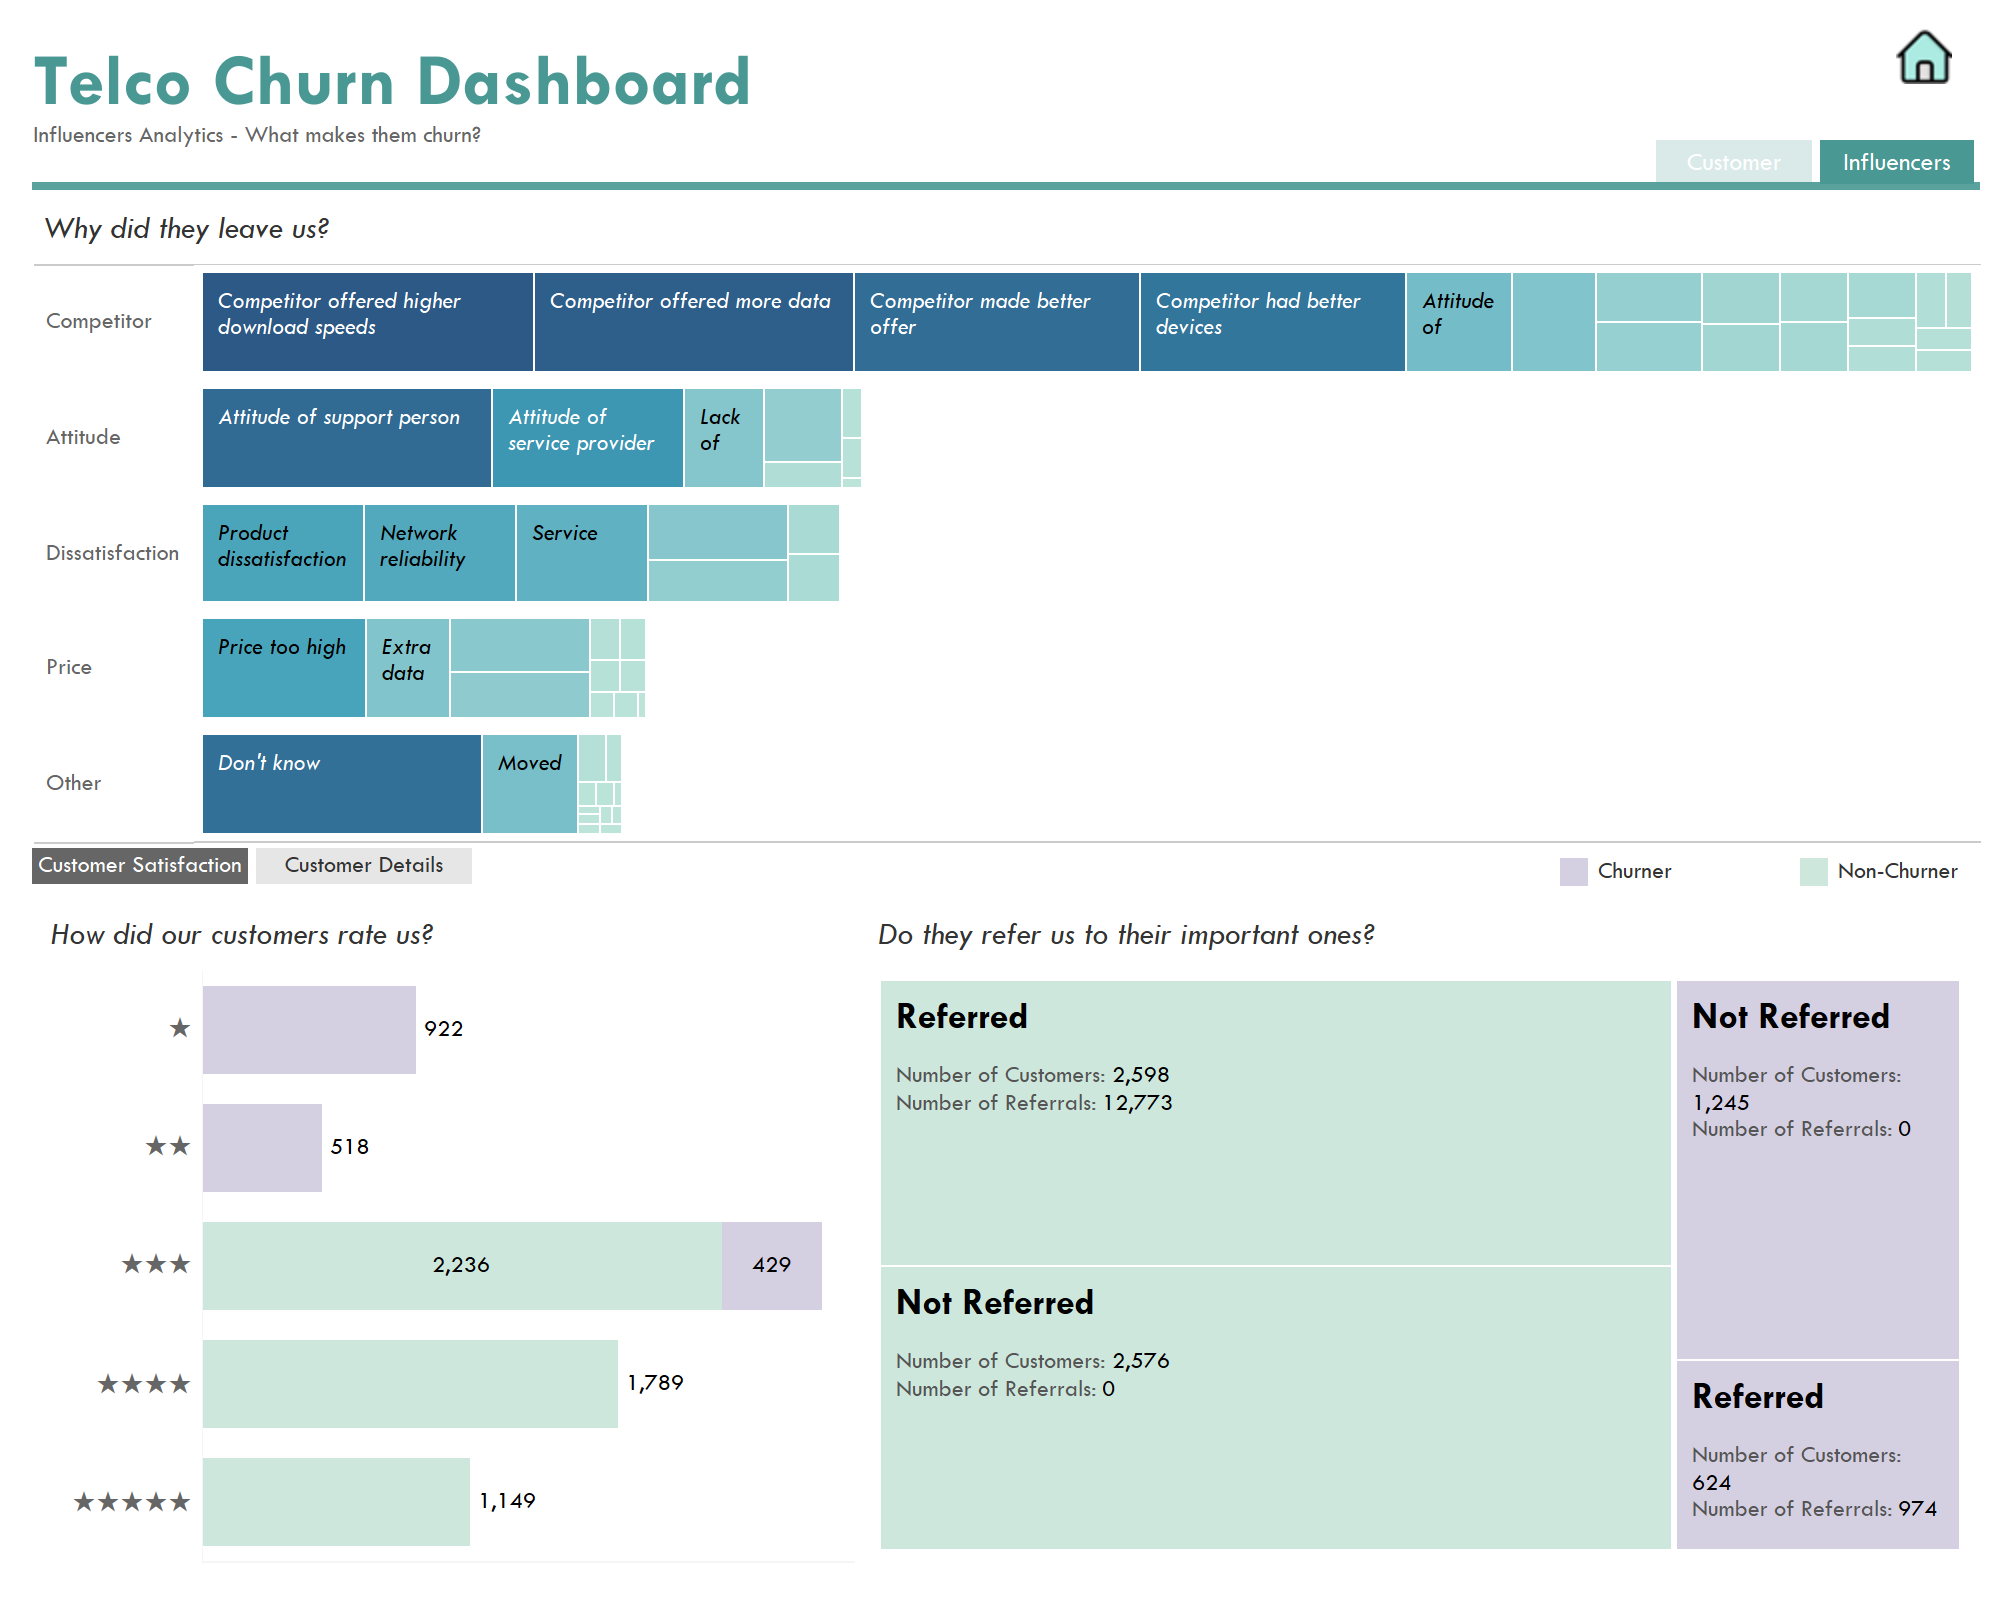 Telco Churn Dashboard
Influencers Analytics - What makes them churn?
Customer
Influencers
Why did they leave us?
Competitor
Competitor offered higher
download speeds
Competitor offered more data
Competitor made better
offer
Competitor had better
devices
Attitude
of
Attitude
Attitude of support person
Attitude of
service provider
Lack
of
Dissatisfaction
Product
dissatisfaction
Network
reliability
Service
Price
Price too high
Extra
data
Other
Don't know
Moved
Customer Satisfaction
Customer Details
Churner
Non-Churner
How did our customers rate us?
★ 922
★★ 518
★★★ 2,236 429
★★★★ 1,789
★★★★★ 1,149
Do they refer us to their important ones?
Referred
Number of Customers: 2,598
Number of Referrals: 12,773
Not Referred
Number of Customers: 2,576
Number of Referrals: 0
Not Referred
Number of Customers:
1,245
Number of Referrals: 0
Referred
Number of Customers:
624
Number of Referrals: 974